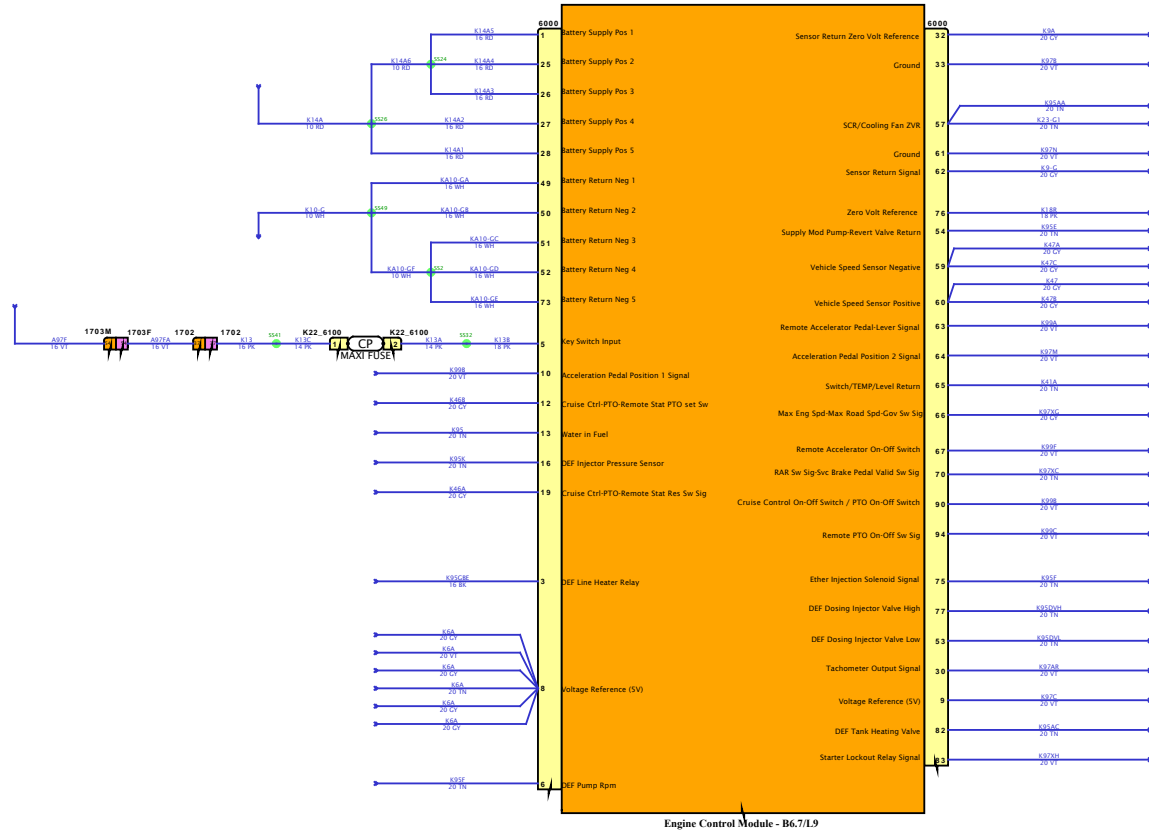 6000
6000
K14A5
16 RD
1
Battery Supply Pos 1
K14A6
10 RD
SS24
K14A4
16 RD
25
Battery Supply Pos 2
K14A3
16 RD
26
Battery Supply Pos 3
K14A
10 RD
SS26
K14A2
16 RD
27
Battery Supply Pos 4
K14A1
16 RD
28
Battery Supply Pos 5
KA10-GA
16 WH
49
Battery Return Neg 1
K10-G
10 WH
SS49
KA10-GB
16 WH
50
Battery Return Neg 2
KA10-GC
16 WH
51
Battery Return Neg 3
KA10-GF
10 WH
SS2
KA10-GD
16 WH
52
Battery Return Neg 4
KA10-GE
16 WH
73
Battery Return Neg 5
1703M
1703F
1702
1702
K22_6100
K22_6100
A97F
16 VT
A97FA
16 VT
K13
16 PK
SS41
K13C
14 PK
1
CP
2
MAXI FUSE
K13A
14 PK
SS52
K13B
18 PK
5
Key Switch Input
K99B
20 VT
10
Acceleration Pedal Position 1 Signal
K46B
20 GY
12
Cruise Ctrl-PTO-Remote Stat PTO set Sw
K95
20 TN
13
Water in Fuel
K95K
20 TN
16
DEF Injector Pressure Sensor
K46A
20 GY
19
Cruise Ctrl-PTO-Remote Stat Res Sw Sig
K95GBE
16 BK
3
DEF Line Heater Relay
K6A
20 GY
K6A
20 VT
K6A
20 GY
K6A
20 TN
K6A
20 GY
K6A
20 GY
8
Voltage Reference (5V)
K95F
20 TN
6
DEF Pump Rpm
Sensor Return Zero Volt Reference
32
K9A
20 GY
Ground
33
K97B
20 VT
K95AA
20 TN
SCR/Cooling Fan ZVR
57
K23-G1
20 TN
Ground
61
K97N
20 VT
Sensor Return Signal
62
K9-G
20 GY
Zero Volt Reference
76
K18R
18 PK
Supply Mod Pump-Revert Valve Return
54
K95E
20 TN
K47A
20 GY
Vehicle Speed Sensor Negative
59
K47C
20 GY
K47
20 GY
Vehicle Speed Sensor Positive
60
K47B
20 GY
Remote Accelerator Pedal-Lever Signal
63
K99A
20 VT
Acceleration Pedal Position 2 Signal
64
K97M
20 VT
Switch/TEMP/Level Return
65
K41A
20 TN
Max Eng Spd-Max Road Spd-Gov Sw Sig
66
K97XG
20 GY
Remote Accelerator On-Off Switch
67
K99F
20 VT
RAR Sw Sig-Svc Brake Pedal Valid Sw Sig
70
K97XC
20 TN
Cruise Control On-Off Switch / PTO On-Off Switch
90
K99B
20 VT
Remote PTO On-Off Sw Sig
94
K99C
20 VT
Ether Injection Solenoid Signal
75
K95F
20 TN
DEF Dosing Injector Valve High
77
K95DVH
20 TN
DEF Dosing Injector Valve Low
53
K95DVL
20 TN
Tachometer Output Signal
30
K97AR
20 VT
Voltage Reference (5V)
9
K97C
20 VT
DEF Tank Heating Valve
82
K95AC
20 TN
Starter Lockout Relay Signal
83
K97XH
20 VT
Engine Control Module - B6.7/L9